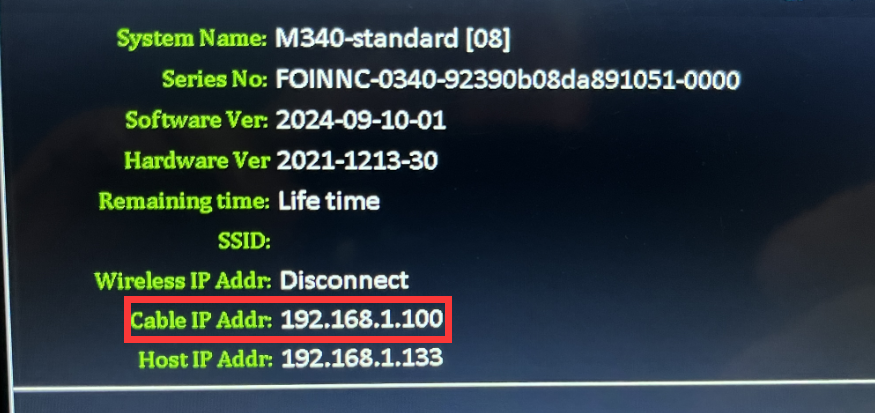 System Name: M340-standard [08]
Series No: FOINNC-0340-92390b08da891051-0000
Software Ver: 2024-09-10-01
Hardware Ver 2021-1213-30
Remaining time: Life time
SSID:
Wireless IP Addr: Disconnect
Cable IP Addr: 192.168.1.100
Host IP Addr: 192.168.1.133